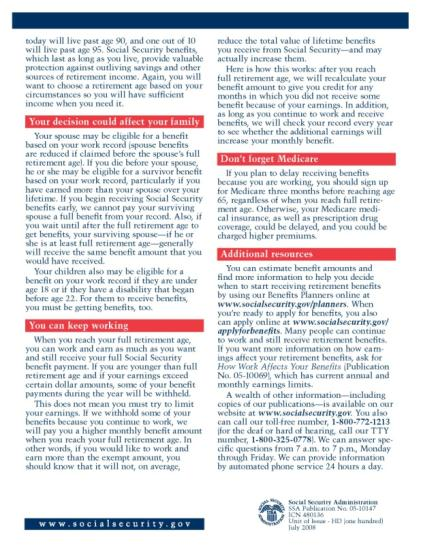 today will live past age 90, and one out of 10
will live past age 95. Social Security benefits,
which last as long as you live, provide valuable
protection against outliving savings and other
sources of retirement income. Again, you will
want to choose a retirement age based on your
circumstances so you will have sufficient
income when you need it.
Your decision could affect your family
Your spouse may be eligible for a benefit
based on your work record (spouse benefits
are reduced if claimed before the spouse's full
retirement age). If you die before your spouse,
he or she may be eligible for a survivor benefit
based on your work record, particularly if you
have earned more than your spouse over your
lifetime. If you begin receiving Social Security
benefits early, we cannot pay your surviving
spouse a full benefit from your record. Also, if
you wait until after the full retirement age to
get benefits, your surviving spouse—if he or
she is at least full retirement age—generally
will receive the same benefit amount that you
would have received.
Your children also may be eligible for a
benefit on your work record if they are under
age 18 or if they have a disability that began
before age 22. For them to receive benefits,
you must be getting benefits, too.
You can keep working
When you reach your full retirement age,
you can work and earn as much as you want
and still receive your full Social Security
benefit payment. If you are younger than full
retirement age and if your earnings exceed
certain dollar amounts, some of your benefit
payments during the year will be withheld.
This does not mean you must try to limit
your earnings. If we withhold some of your
benefits because you continue to work, we
will pay you a higher monthly benefit amount
when you reach your full retirement age. In
other words, if you would like to work and
earn more than the exempt amount, you
should know that it will not, on average,
reduce the total value of lifetime benefits
you receive from Social Security—and may
actually increase them.
Here is how this works: after you reach
full retirement age, we will recalculate your
benefit amount to give you credit for any
months in which you did not receive some
benefit because of your earnings. In addition,
as long as you continue to work and receive
benefits, we will check your record every year
to see whether the additional earnings will
increase your monthly benefit.
Don't forget Medicare
If you plan to delay receiving benefits
because you are working, you should sign up
for Medicare three months before reaching age
65, regardless of when you reach full retire-
ment age. Otherwise, your Medicare medi-
cal insurance, as well as prescription drug
coverage, could be delayed, and you could be
charged higher premiums.
Additional resources
You can estimate benefit amounts and
find more information to help you decide
when to start receiving retirement benefits
by using our Benefits Planners online at
www.socialsecurity.gov/planners. When
you're ready to apply for benefits, you also
can apply online at www.socialsecurity.gov/
applyforbenefits. Many people can continue
to work and still receive retirement benefits.
If you want more information on how earn-
ings affect your retirement benefits, ask for
How Work Affects Your Benefits (Publication
No. 05-10069), which has current annual and
monthly earnings limits.
A wealth of other information—including
copies of our publications—is available on our
website at www.socialsecurity.gov. You also
can call our toll-free number, 1-800-772-1213
(for the deaf or hard of hearing, call our TTY
number, 1-800-325-0778). We can answer spe-
cific questions from 7 a.m. to 7 p.m., Monday
through Friday. We can provide information
by automated phone service 24 hours a day.
www.socialsecurity.gov
Social Security Administration
SSA Publication No. 05-10147
ICN 480136
Unit of Issue - HD (one hundred)
July 2008